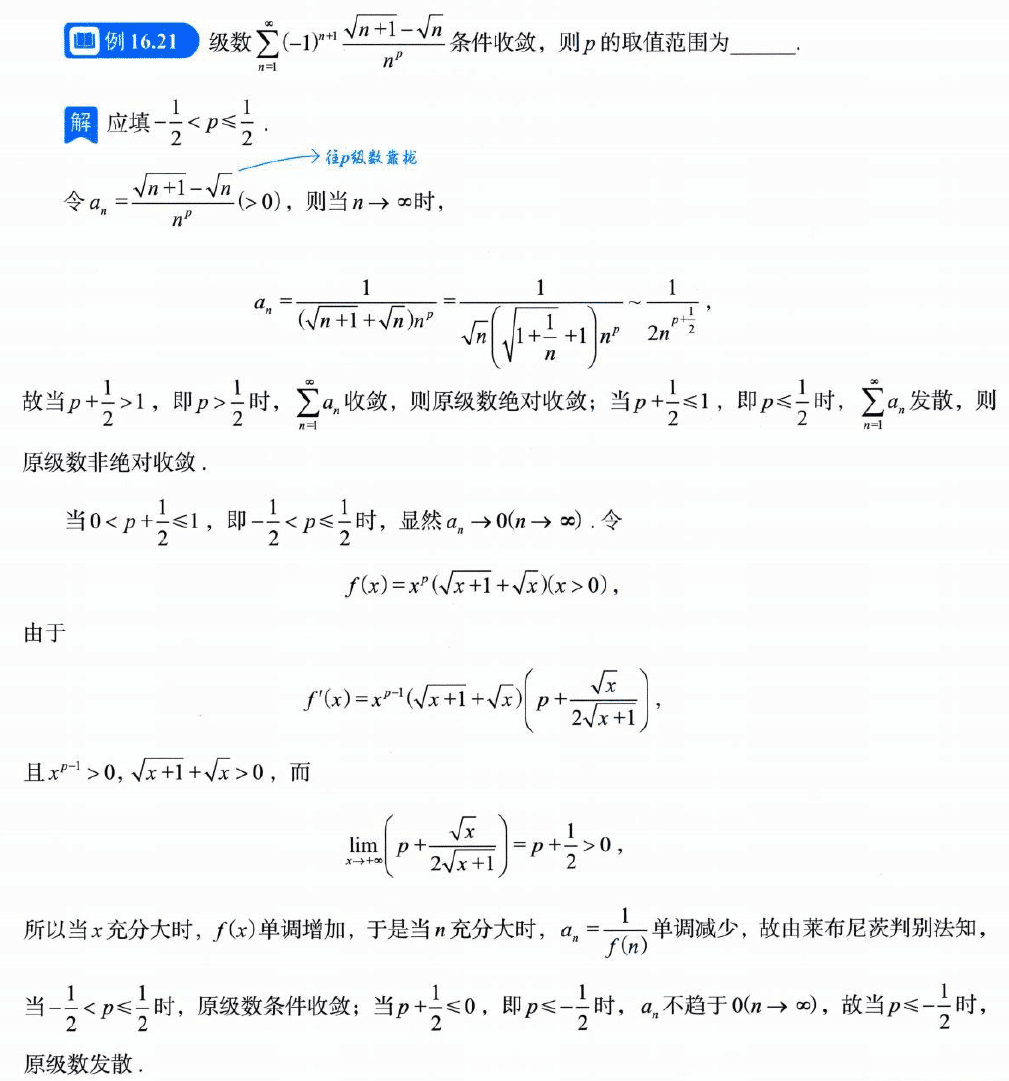 例 16.21 级数 $\sum_{n=1}^{\infty}(-1)^{n+1}\frac{\sqrt{n+1}-\sqrt{n}}{n^p}$ 条件收敛，则 p 的取值范围为______.
解 应填 $-\frac{1}{2}<p\leqslant\frac{1}{2}$ .
往p级数靠拢
令 $a_n=\frac{\sqrt{n+1}-\sqrt{n}}{n^p}(>0)$，则当 $n\to\infty$ 时，
$a_n=\frac{1}{(\sqrt{n+1}+\sqrt{n})n^p}=\frac{1}{\sqrt{n}\left(\sqrt{1+\frac{1}{n}}+1\right)n^p}\sim\frac{1}{2n^{p+\frac{1}{2}}}$，
故当 $p+\frac{1}{2}>1$，即 $p>\frac{1}{2}$ 时，$\sum_{n=1}^{\infty}a_n$ 收敛，则原级数绝对收敛；当 $p+\frac{1}{2}\leqslant1$，即 $p\leqslant\frac{1}{2}$ 时，$\sum_{n=1}^{\infty}a_n$ 发散，则
原级数非绝对收敛 .
当 $0<p+\frac{1}{2}\leqslant1$，即 $-\frac{1}{2}<p\leqslant\frac{1}{2}$ 时，显然 $a_n\to0(n\to\infty)$ . 令
$f(x)=x^p(\sqrt{x+1}+\sqrt{x})(x>0)$，
由于
$f'(x)=x^{p-1}(\sqrt{x+1}+\sqrt{x})\left(p+\frac{\sqrt{x}}{2\sqrt{x+1}}\right)$，
且 $x^{p-1}>0,\sqrt{x+1}+\sqrt{x}>0$，而
$\lim_{x\to+\infty}\left(p+\frac{\sqrt{x}}{2\sqrt{x+1}}\right)=p+\frac{1}{2}>0$，
所以当 x 充分大时，$f(x)$ 单调增加，于是当 n 充分大时，$a_n=\frac{1}{f(n)}$ 单调减少，故由莱布尼茨判别法知，
当 $-\frac{1}{2}<p\leqslant\frac{1}{2}$ 时，原级数条件收敛；当 $p+\frac{1}{2}\leqslant0$，即 $p\leqslant-\frac{1}{2}$ 时，$a_n$ 不趋于 $0(n\to\infty)$，故当 $p\leqslant-\frac{1}{2}$ 时，
原级数发散 .